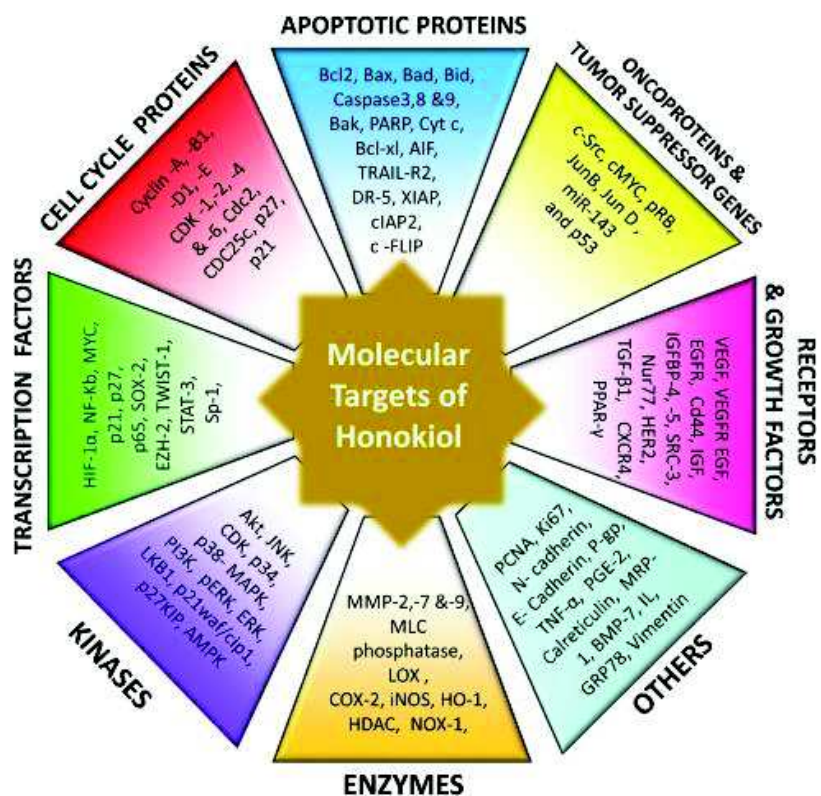 APOPTOTIC PROTEINS
Bcl2, Bax, Bad, Bid,
Caspase3,8 &9,
Bak, PARP, Cyt c,
Bcl-xl, AIF,
TRAIL-R2,
DR-5, XIAP,
cIAP2,
c -FLIP
ONCOPROTEINS &
TUMOR SUPPRESSOR GENES
c-Src, cMYC, pRB,
JunB, Jun D ,
miR-143
and p53
RECEPTORS
& GROWTH FACTORS
VEGF, VEGFR EGF,
EGFR, Cd44, IGF,
IGFBP-4, -5, SRC-3,
Nur77, HER2,
TGF-β1, CXCR4,
PPAR-γ
OTHERS
PCNA, Ki67,
N- cadherin,
E- Cadherin, P-gp,
TNF-α, PGE-2,
Calreticulin, MRP-
1, BMP-7, IL,
GRP78, Vimentin
ENZYMES
MMP-2,-7 &-9,
MLC
phosphatase,
LOX ,
COX-2, iNOS, HO-1,
HDAC, NOX-1,
KINASES
Akt, JNK,
CDK, p34,
p38- MAPK,
PI3K, pERK, ERK,
LKB1, p21waf/cip1,
p27KIP, AMPK
TRANSCRIPTION FACTORS
HIF-1α, NF-Kb, MYC,
p21, p27,
p65, SOX-2,
EZH-2, TWIST-1,
STAT-3,
Sp-1,
CELL CYCLE PROTEINS
Cyclin -A, -B1,
-D1, -E
CDK -1, -2, -4
& -6, Cdc2,
CDC25c, p27,
p21
Molecular
Targets of
Honokiol